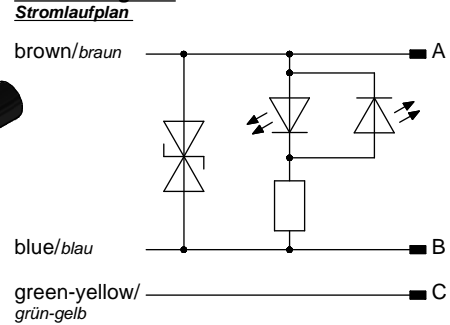 Stromlaufplan
brown/braun A
blue/blau B
green-yellow/ C
grün-gelb